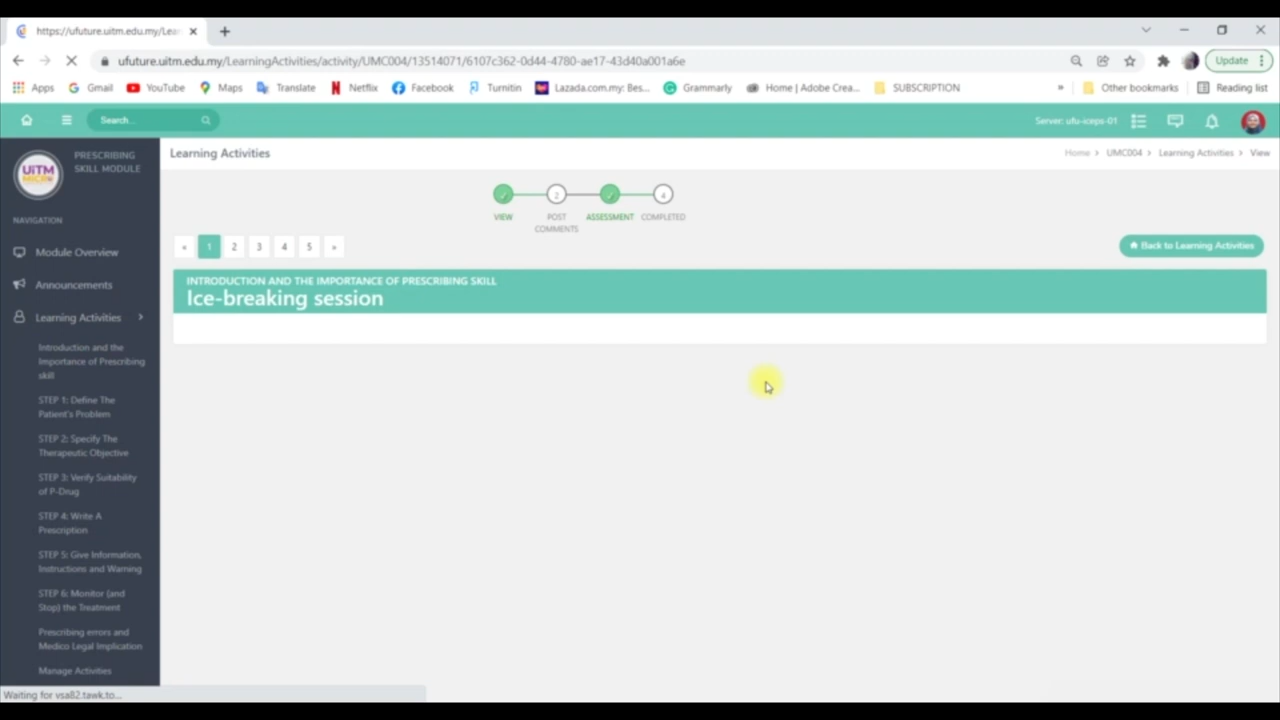 https://ufuture.uitm.edu.my/Lea
ufuture.uitm.edu.my/LearningActivities/activity/UMC004/13514071/6107c362-0d44-4780-ae17-43d40a001a6e
Update
Apps Gmail YouTube Maps Translate Netflix Facebook Turnitin Lazada.com.my: Bes... Grammarly Home | Adobe Crea... SUBSCRIPTION » Other bookmarks Reading list
Search...
Server: ufu-iceps-01
UiTM
PRESCRIBING
SKILL MODULE
Learning Activities
Home > UMC004 > Learning Activities > View
NAVIGATION
Module Overview
Announcements
Learning Activities
Introduction and the
Importance of Prescribing
skill
STEP 1: Define The
Patient's Problem
STEP 2: Specify The
Therapeutic Objective
STEP 3: Verify Suitability
of P-Drug
STEP 4: Write A
Prescription
STEP 5: Give Information,
Instructions and Warning
STEP 6: Monitor (and
Stop) the Treatment
Prescribing errors and
Medico Legal Implication
Manage Activities
2 4
VIEW POST ASSESSMENT COMPLETED
COMMENTS
« 1 2 3 4 5 »
Back to Learning Activities
INTRODUCTION AND THE IMPORTANCE OF PRESCRIBING SKILL
Ice-breaking session
Waiting for vsa82.tawk.to...